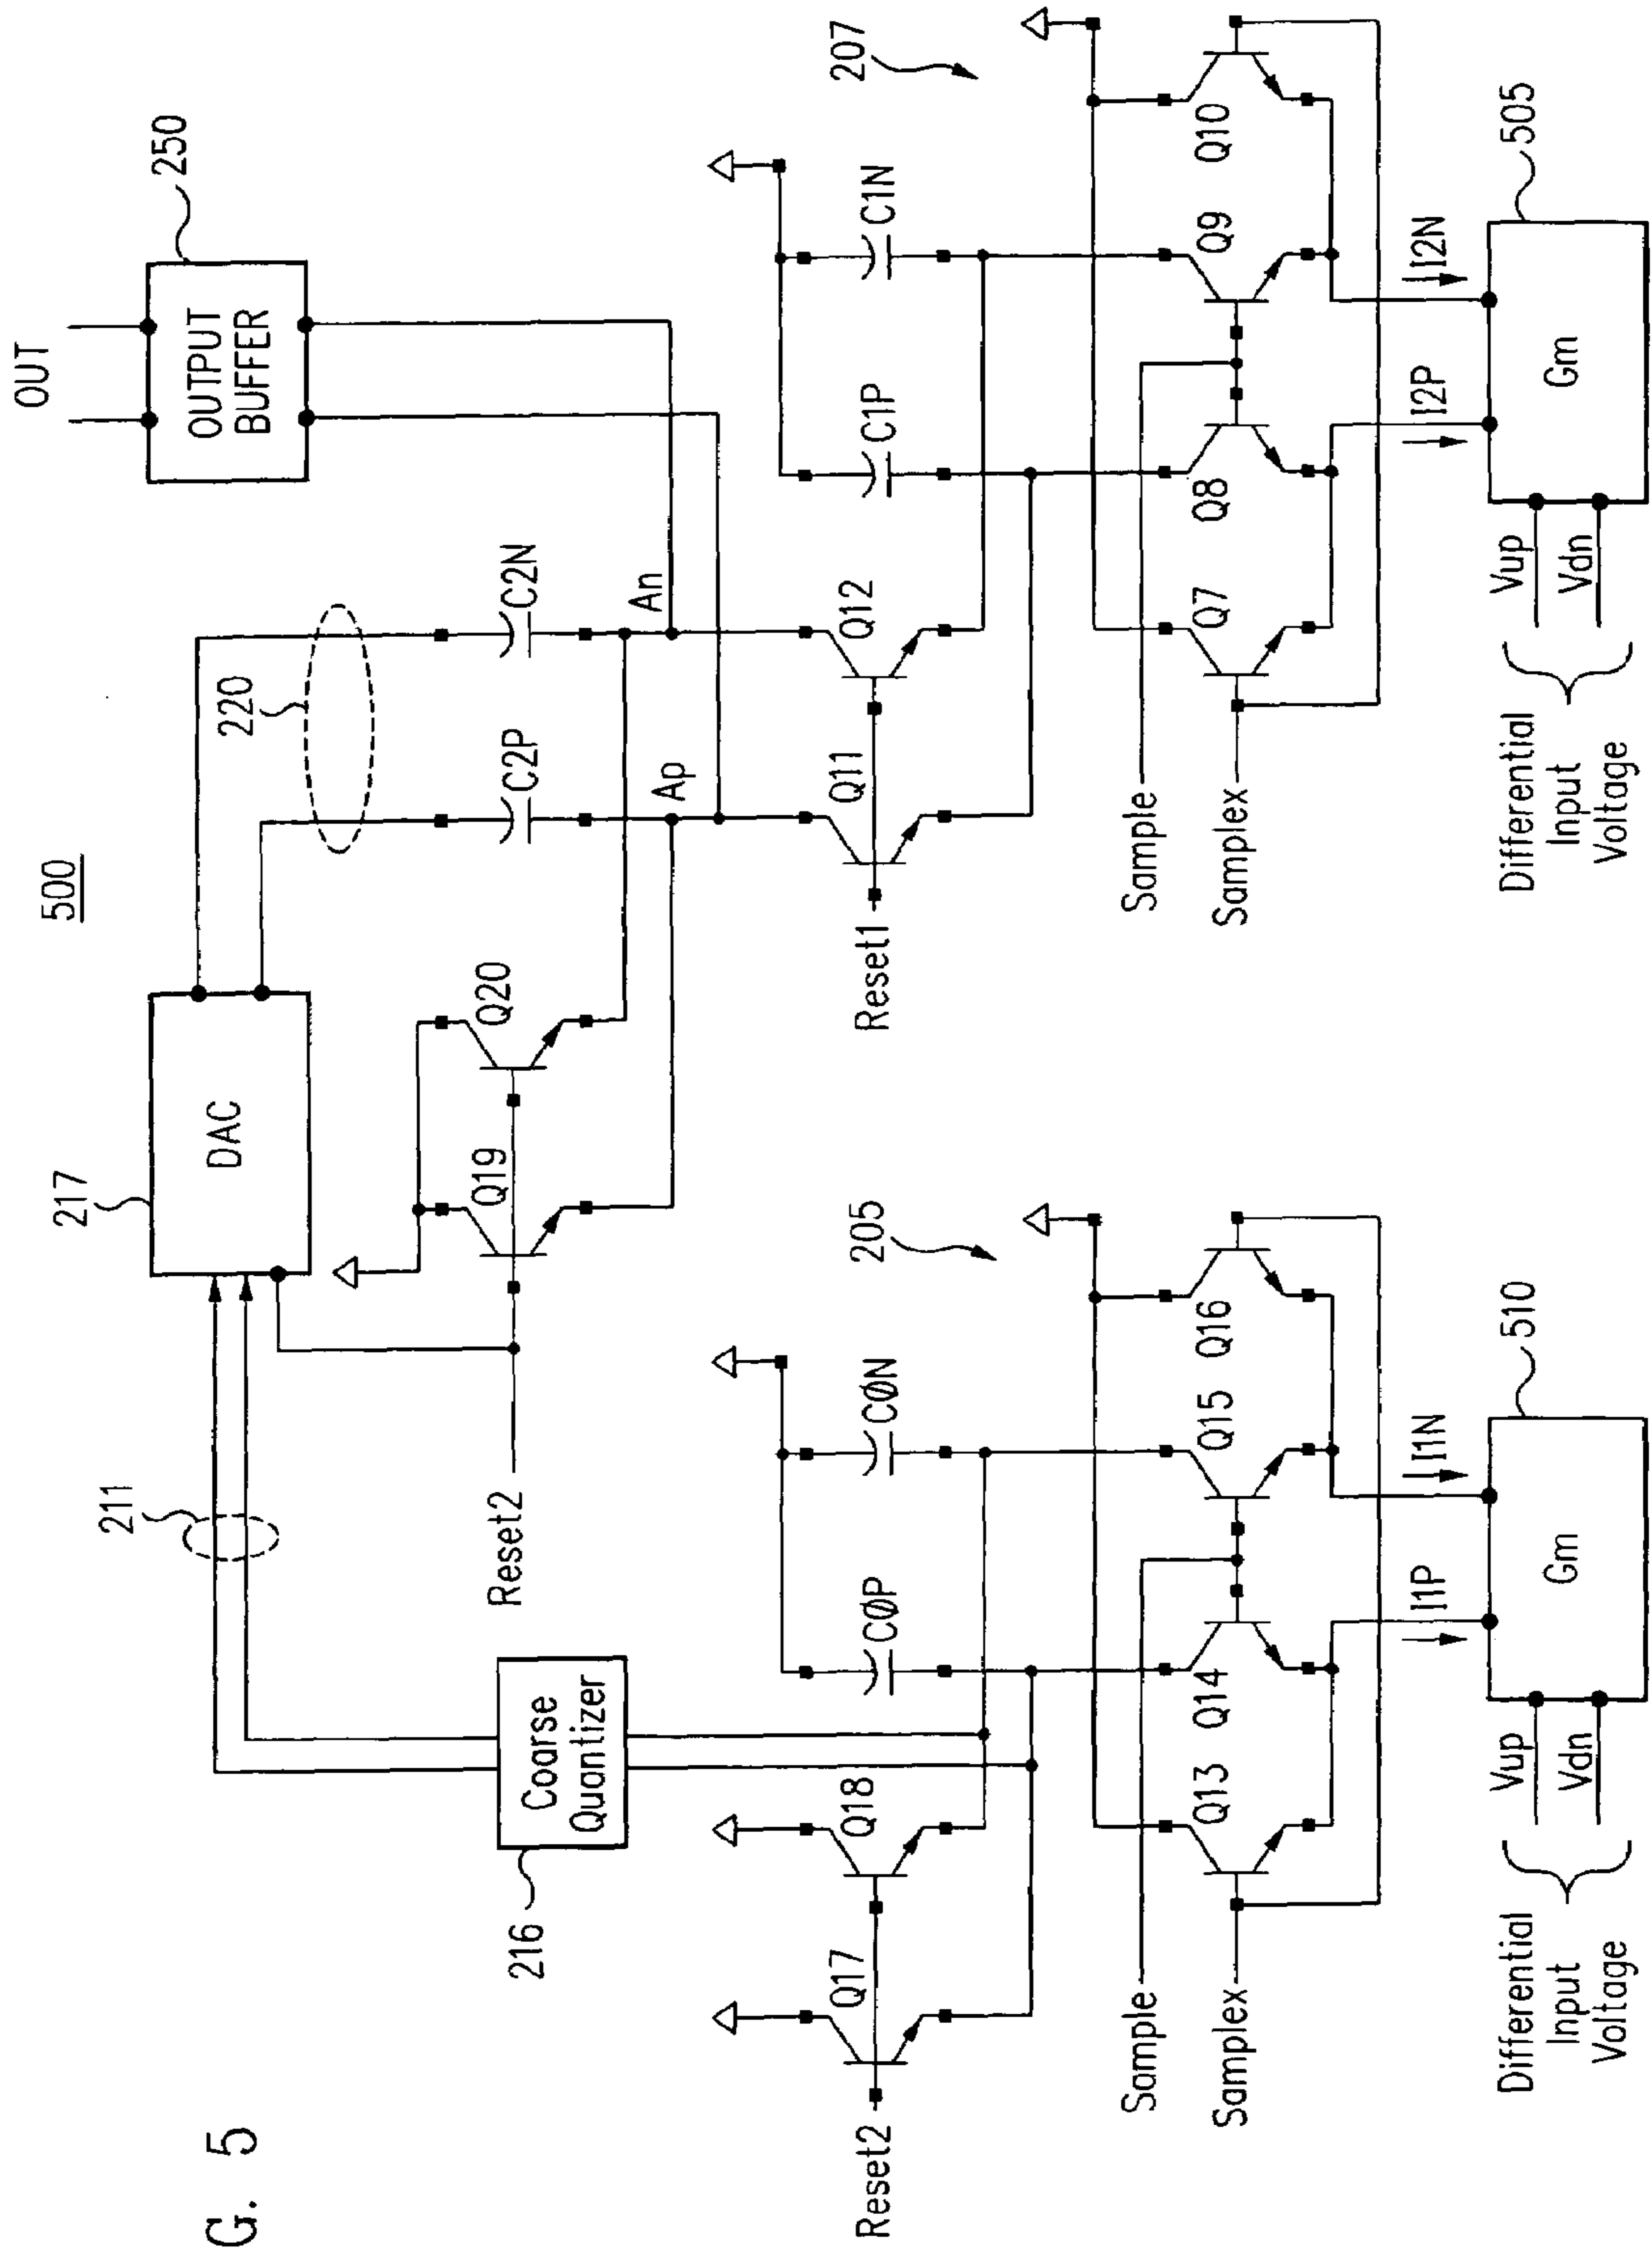 G. 5
500
OUT
250
OUTPUT
BUFFER
217
DAC
220
211
C2P
C2N
Q19
Q20
Reset2
Ap
An
216
Coarse
Quantizer
Q17
Q18
Reset2
Q11
Q12
Reset1
CØP
CØN
205
C1P
C1N
207
Sample
Samplex
Q13
Q14
Q15
Q16
Sample
Samplex
Q7
Q8
Q9
Q10
I1P
I1N
510
Gm
Vup
Vdn
Differential
Input
Voltage
I2P
I2N
505
Gm
Vup
Vdn
Differential
Input
Voltage